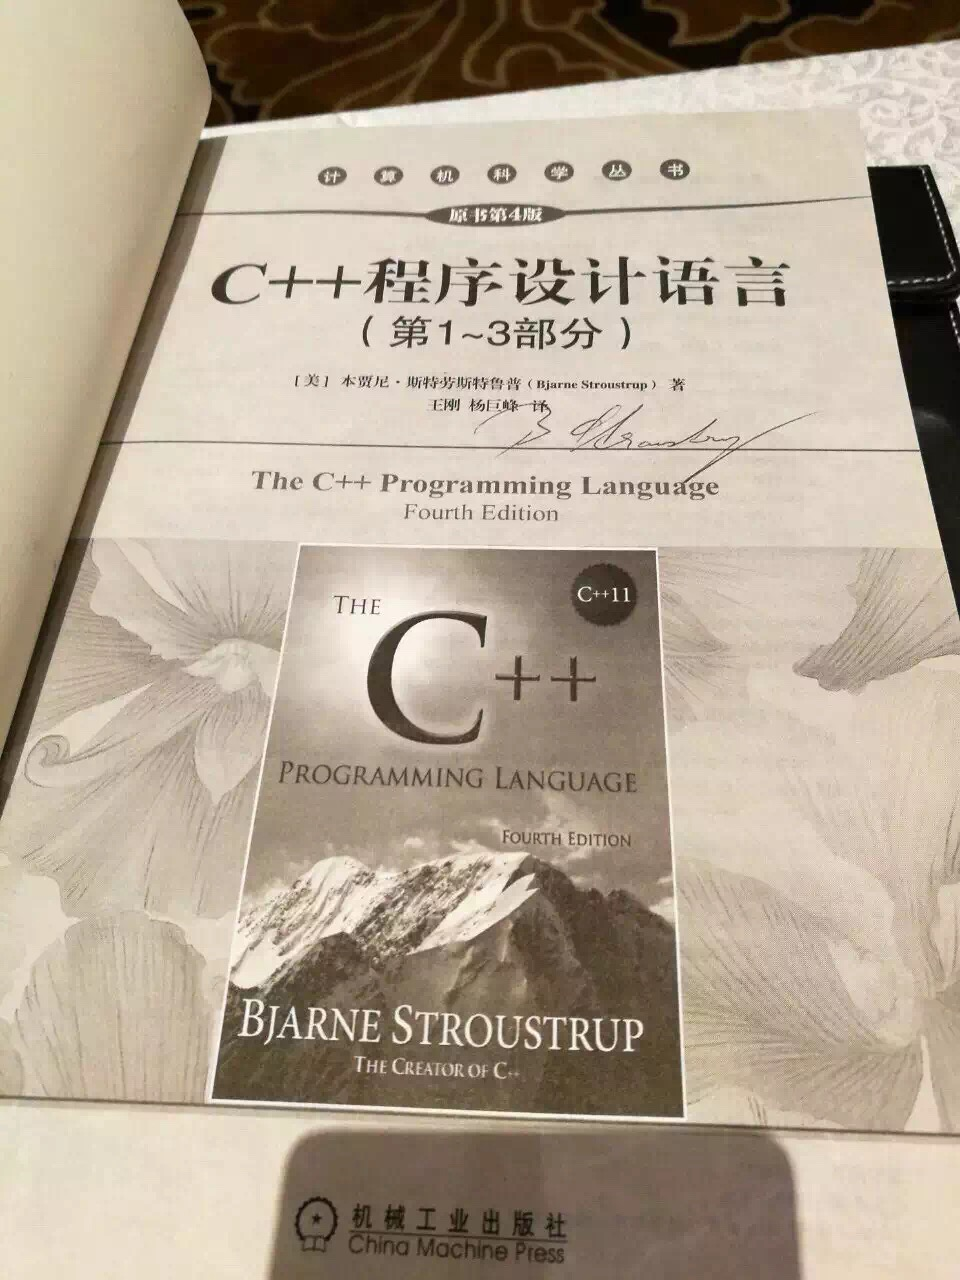 计算机科学丛书
原书第4版
C++程序设计语言
（第1~3部分）
［美］ 本贾尼·斯特劳斯特鲁普（Bjarne Stroustrup） 著
王刚 杨巨峰 译
B Stroustrup
The C++ Programming Language
Fourth Edition
C++11
THE
C++
PROGRAMMING LANGUAGE
FOURTH EDITION
BJARNE STROUSTRUP
THE CREATOR OF C++
机械工业出版社
China Machine Press